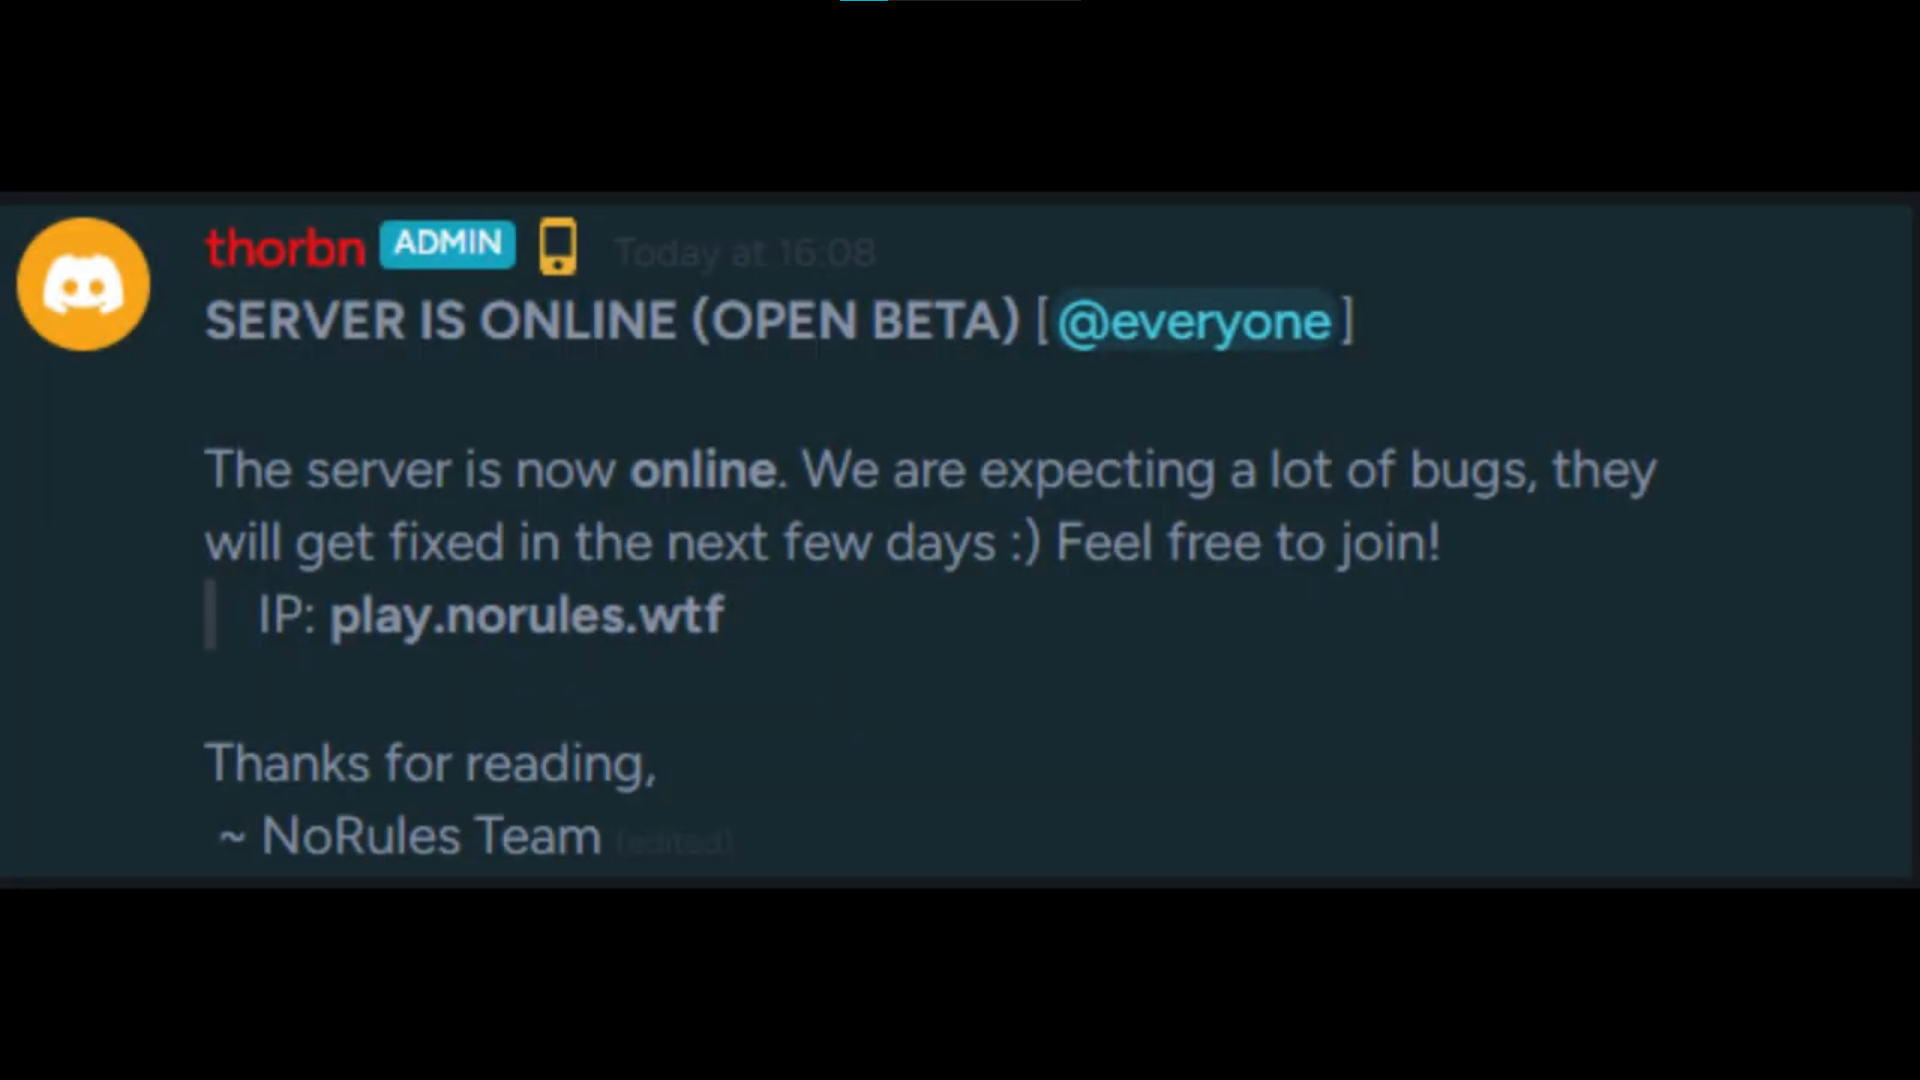 thorbn ADMIN Today at 16:08
SERVER IS ONLINE (OPEN BETA) [@everyone]
The server is now online. We are expecting a lot of bugs, they
will get fixed in the next few days :) Feel free to join!
IP: play.norules.wtf
Thanks for reading,
~ NoRules Team (edited)